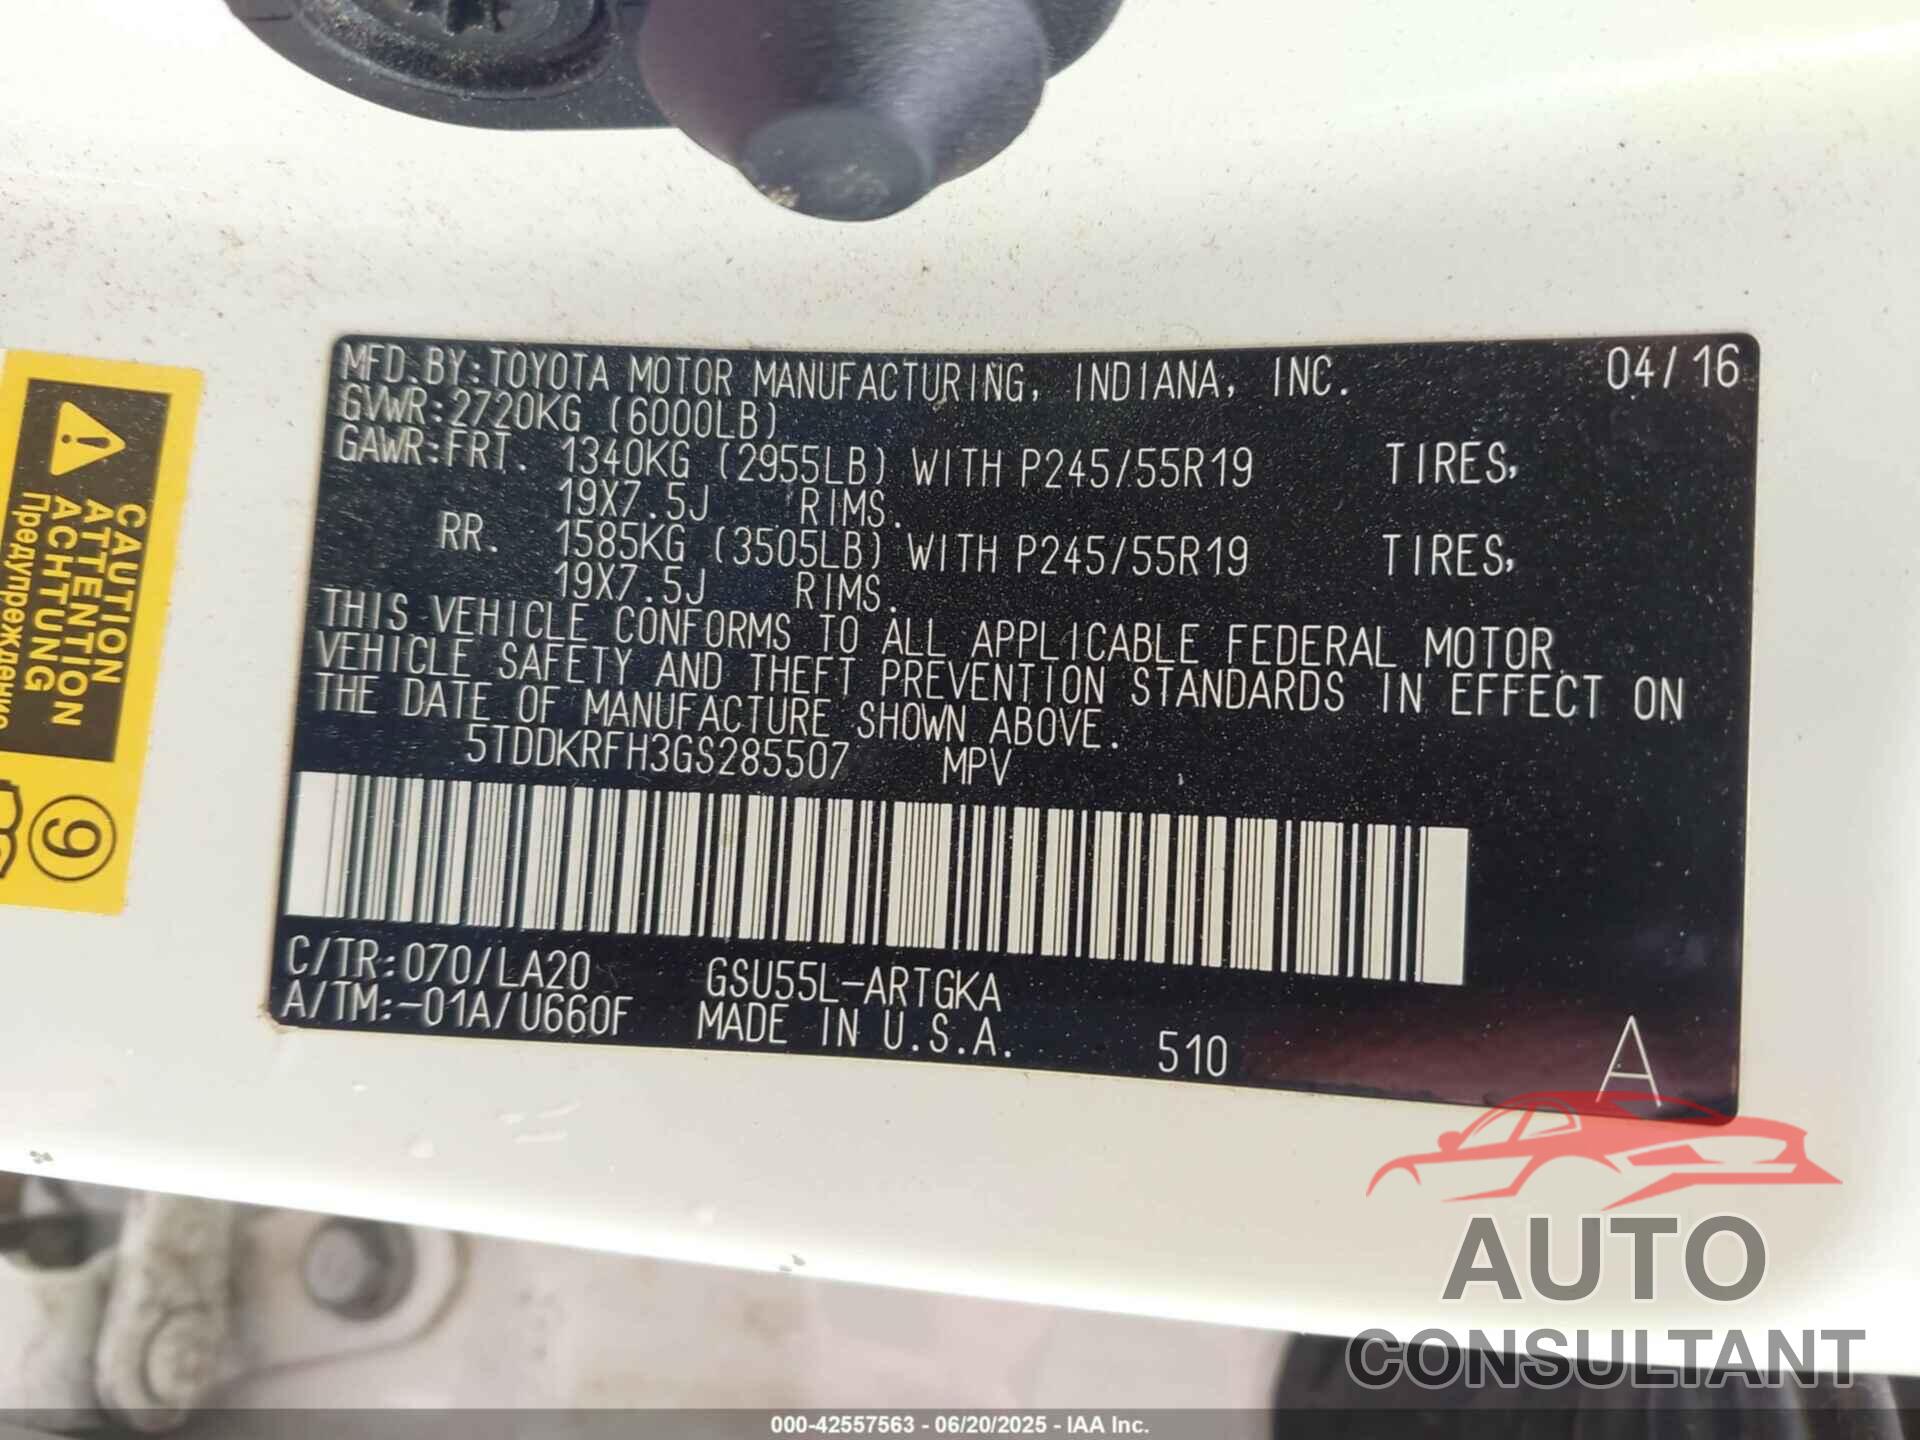 MFD.BY:TOYOTA MOTOR MANUFACTURING, INDIANA, INC. 04/16
GVWR:2720KG (6000LB)
GAWR:FRT. 1340KG (2955LB) WITH P245/55R19 TIRES,
19X7.5J RIMS.
RR. 1585KG (3505LB) WITH P245/55R19 TIRES,
19X7.5J RIMS.
THIS VEHICLE CONFORMS TO ALL APPLICABLE FEDERAL MOTOR
VEHICLE SAFETY AND THEFT PREVENTION STANDARDS IN EFFECT ON
THE DATE OF MANUFACTURE SHOWN ABOVE.
5TDDKRFH3GS285507 MPV
C/TR:070/LA20 GSU55L-ARTGKA
A/TM:-01A/U660F MADE IN U.S.A. 510 A
CAUTION
ATTENTION
ACHTUNG
9
AUTO
CONSULTANT
000-42557563 - 06/20/2025 - IAA Inc.